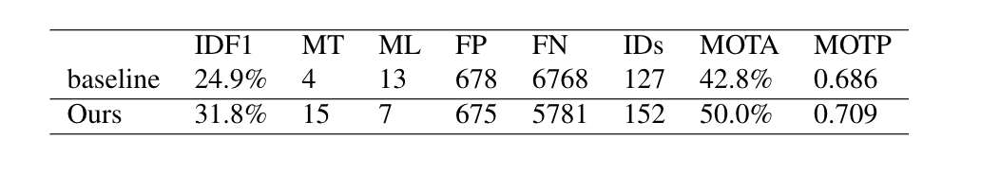 IDF1 MT ML FP FN IDs MOTA MOTP
baseline 24.9% 4 13 678 6768 127 42.8% 0.686
Ours 31.8% 15 7 675 5781 152 50.0% 0.709